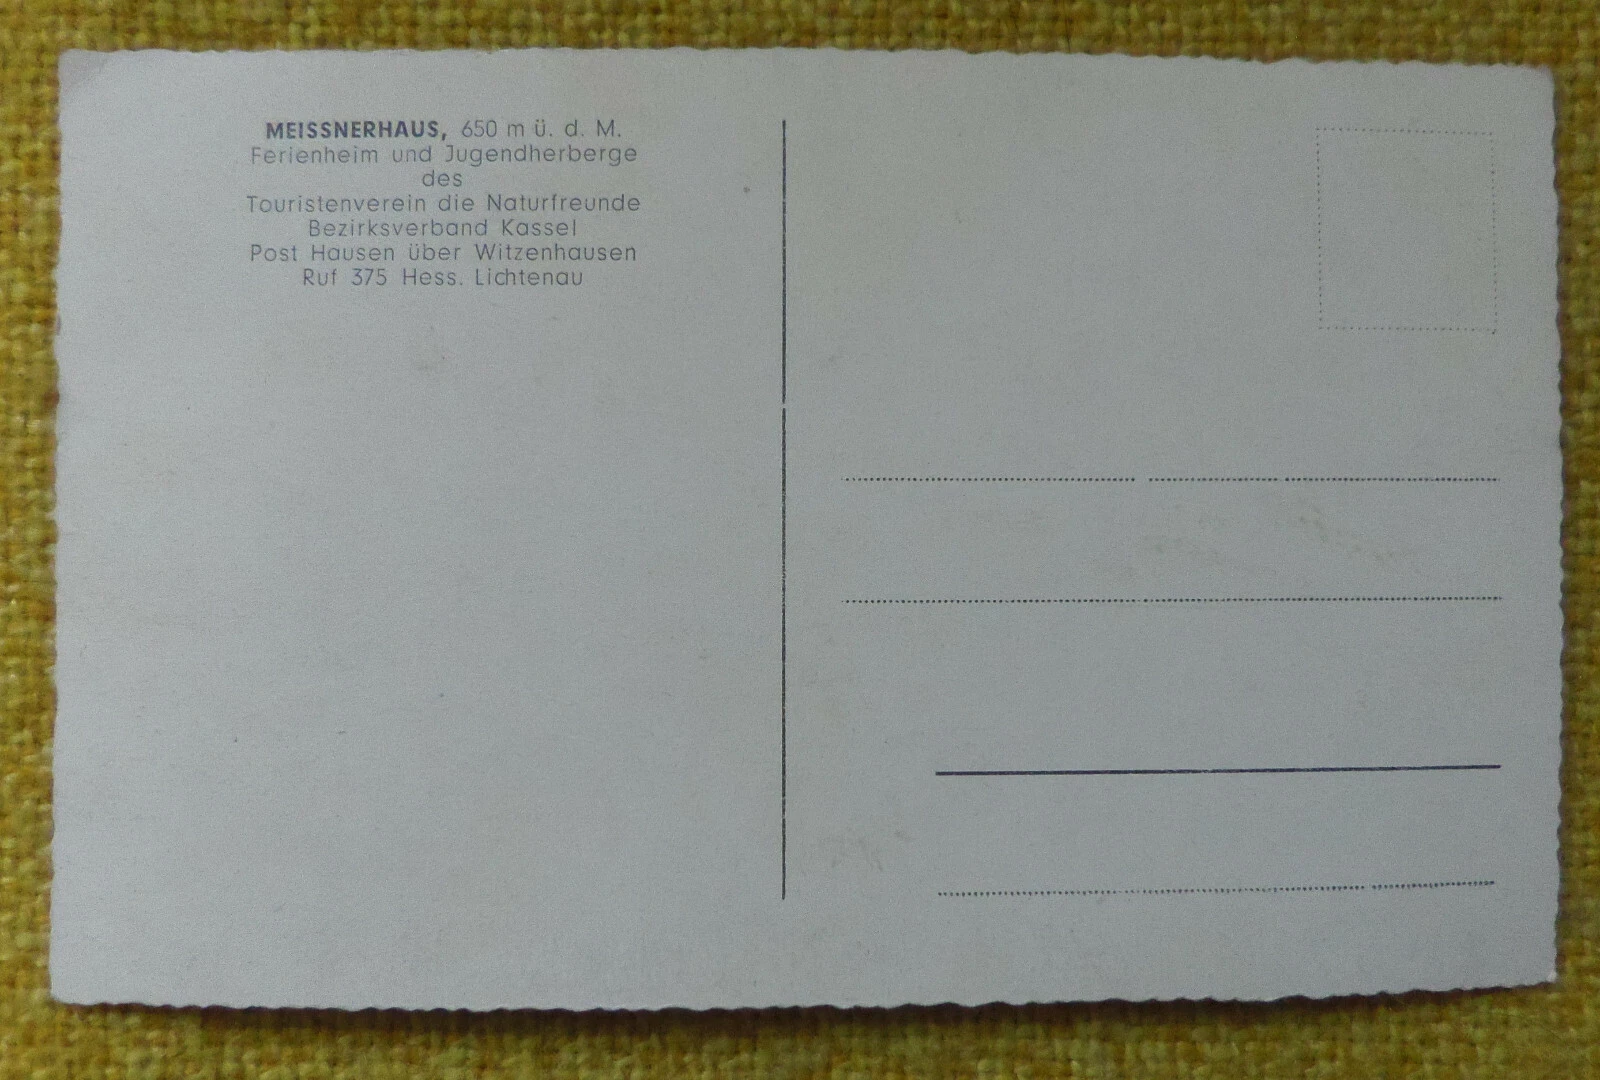 MEISSNERHAUS, 650 m ü. d. M.
Ferienheim und Jugendherberge
des
Touristenverein die Naturfreunde
Bezirksverband Kassel
Post Hausen über Witzenhausen
Ruf 375 Hess. Lichtenau